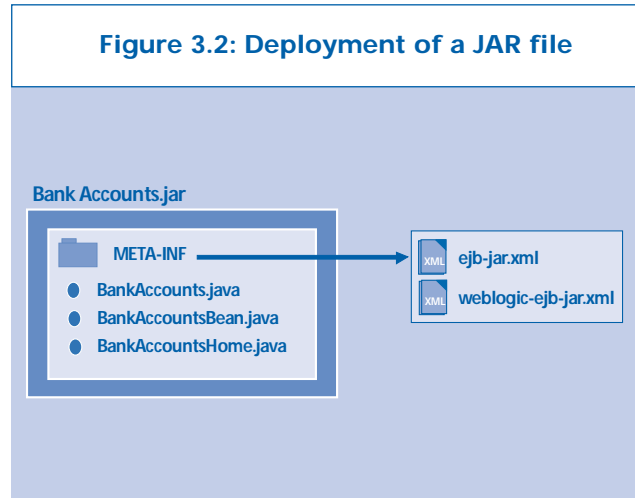 Figure 3.2: Deployment of a JAR file
Bank Accounts.jar
META-INF
BankAccounts.java
BankAccountsBean.java
BankAccountsHome.java
XML ejb-jar.xml
XML weblogic-ejb-jar.xml